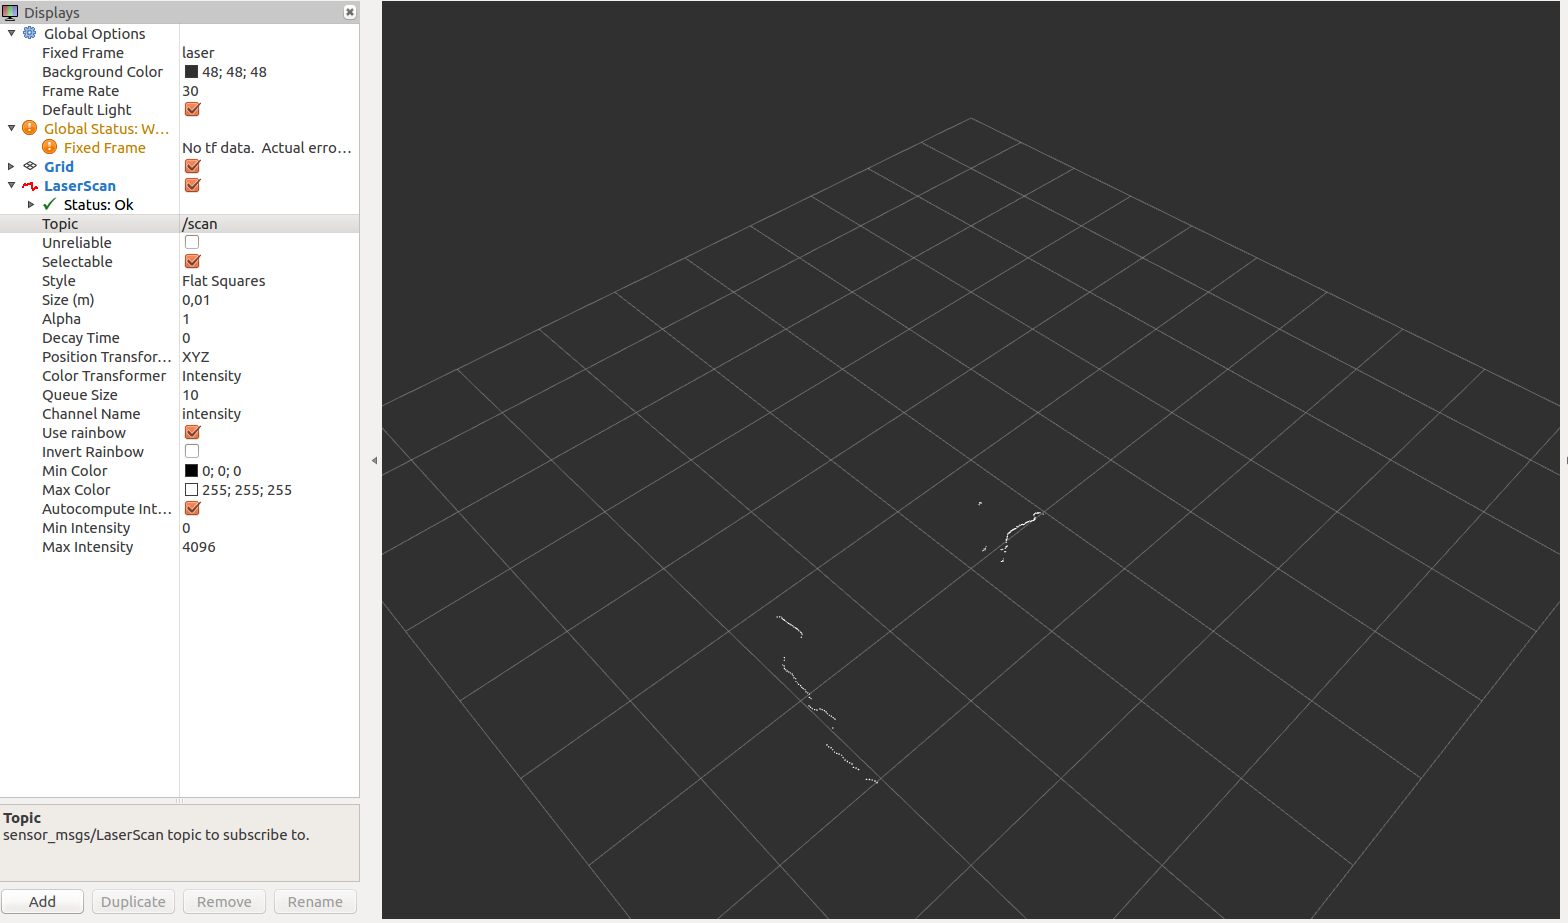 Displays
Global Options
Fixed Frame laser
Background Color 48; 48; 48
Frame Rate 30
Default Light
Global Status: W...
Fixed Frame No tf data.  Actual erro...
Grid
LaserScan
Status: Ok
Topic /scan
Unreliable
Selectable
Style Flat Squares
Size (m) 0,01
Alpha 1
Decay Time 0
Position Transfor... XYZ
Color Transformer Intensity
Queue Size 10
Channel Name intensity
Use rainbow
Invert Rainbow
Min Color 0; 0; 0
Max Color 255; 255; 255
Autocompute Int...
Min Intensity 0
Max Intensity 4096
Topic
sensor_msgs/LaserScan topic to subscribe to.
Add Duplicate Remove Rename